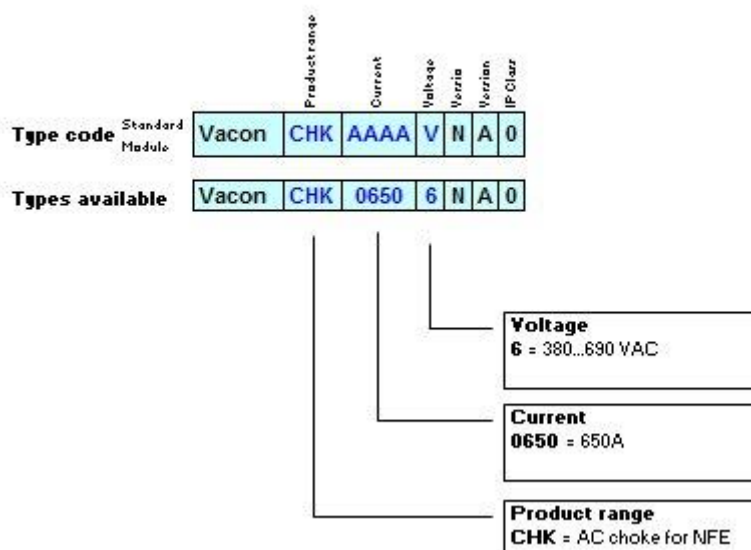 Product range
Current
Voltage
Versio
Version
IP Class
Type code Standard Module Vacon CHK AAAA V N A 0
Types available Vacon CHK 0650 6 N A 0
Voltage
6 = 380...690 VAC
Current
0650 = 650A
Product range
CHK = AC choke for NFE